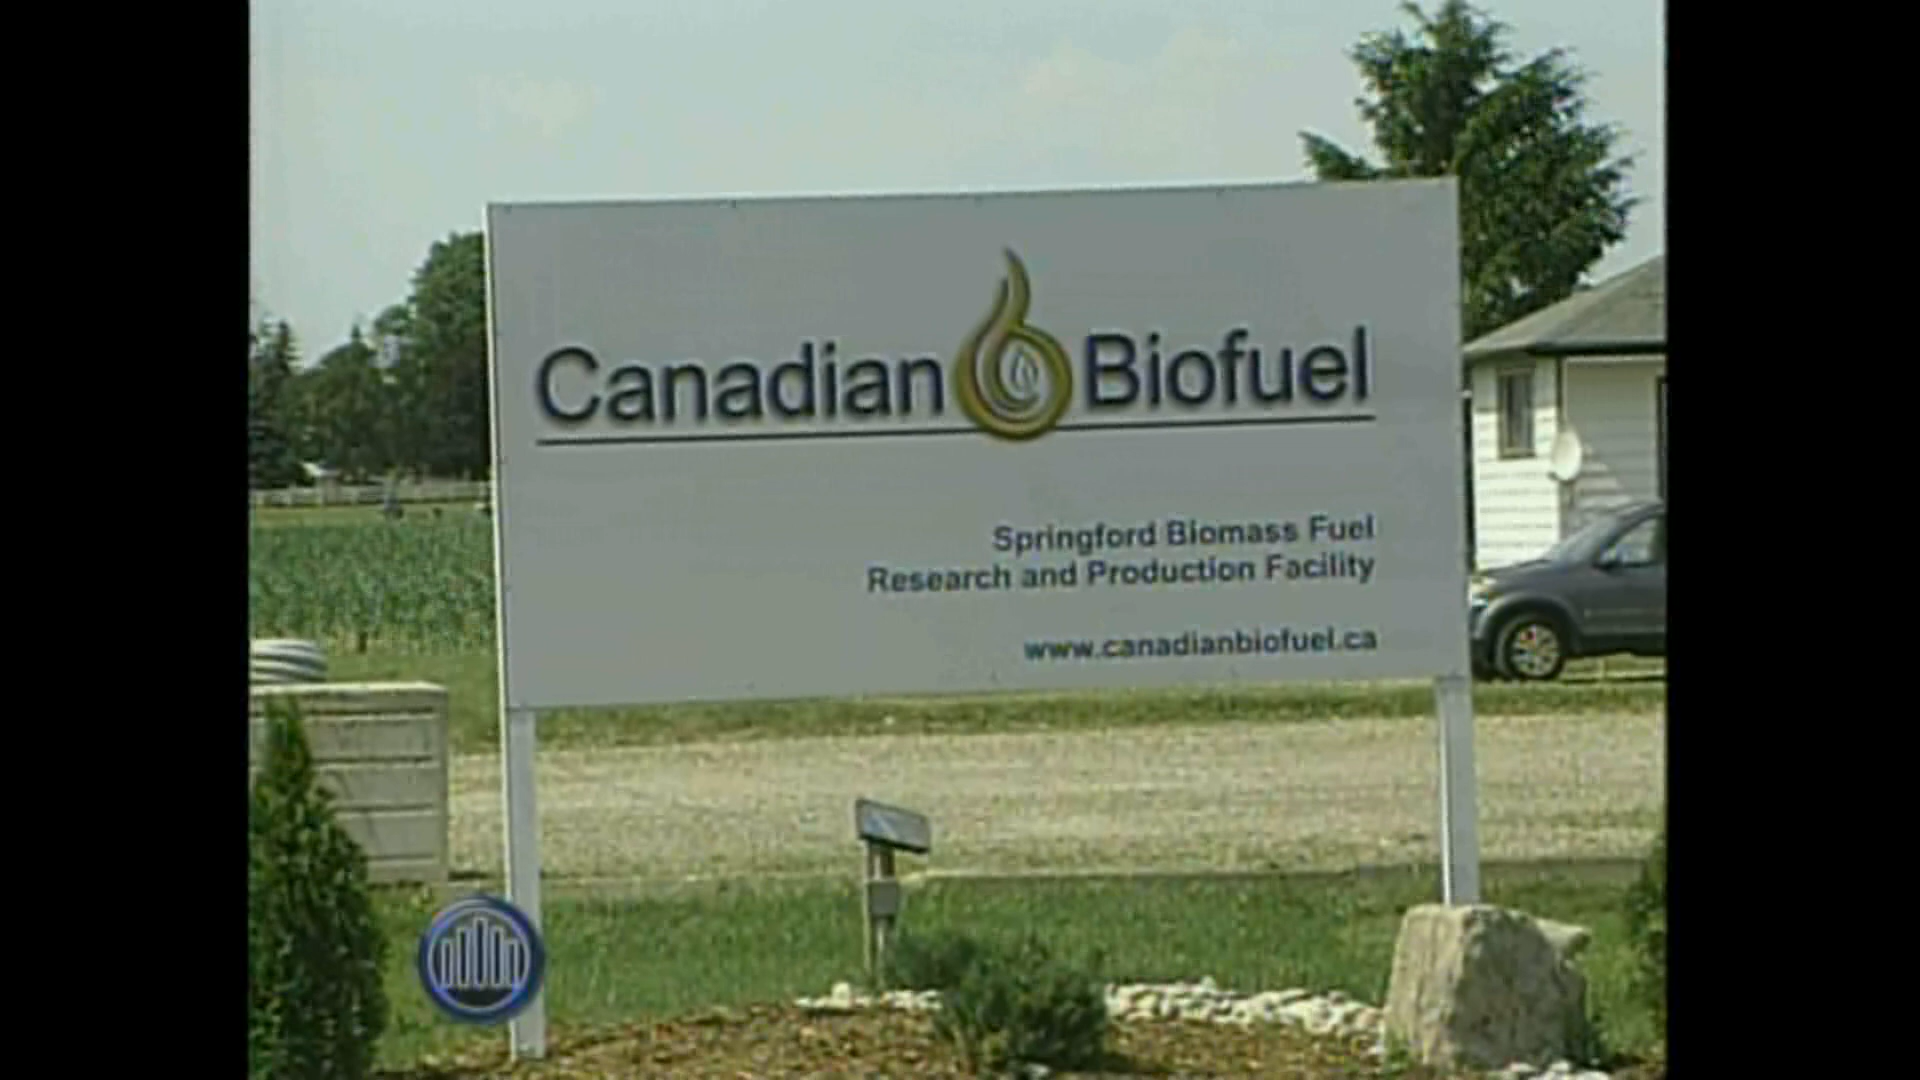 Canadian Biofuel
Springford Biomass Fuel
Research and Production Facility
www.canadianbiofuel.ca